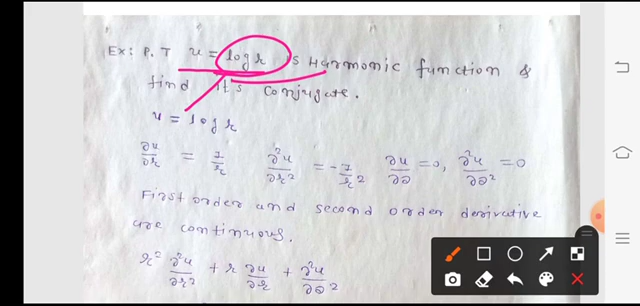 Ex: P.T u = log r is Harmonic function &
find its conjugate.
u = log r
∂u/∂r = 1/r ∂²u/∂r² = -1/r² ∂u/∂θ = 0, ∂²u/∂θ² = 0
First order and second order derivative
are continuous.
r² ∂²u/∂r² + r ∂u/∂r + ∂²u/∂θ²